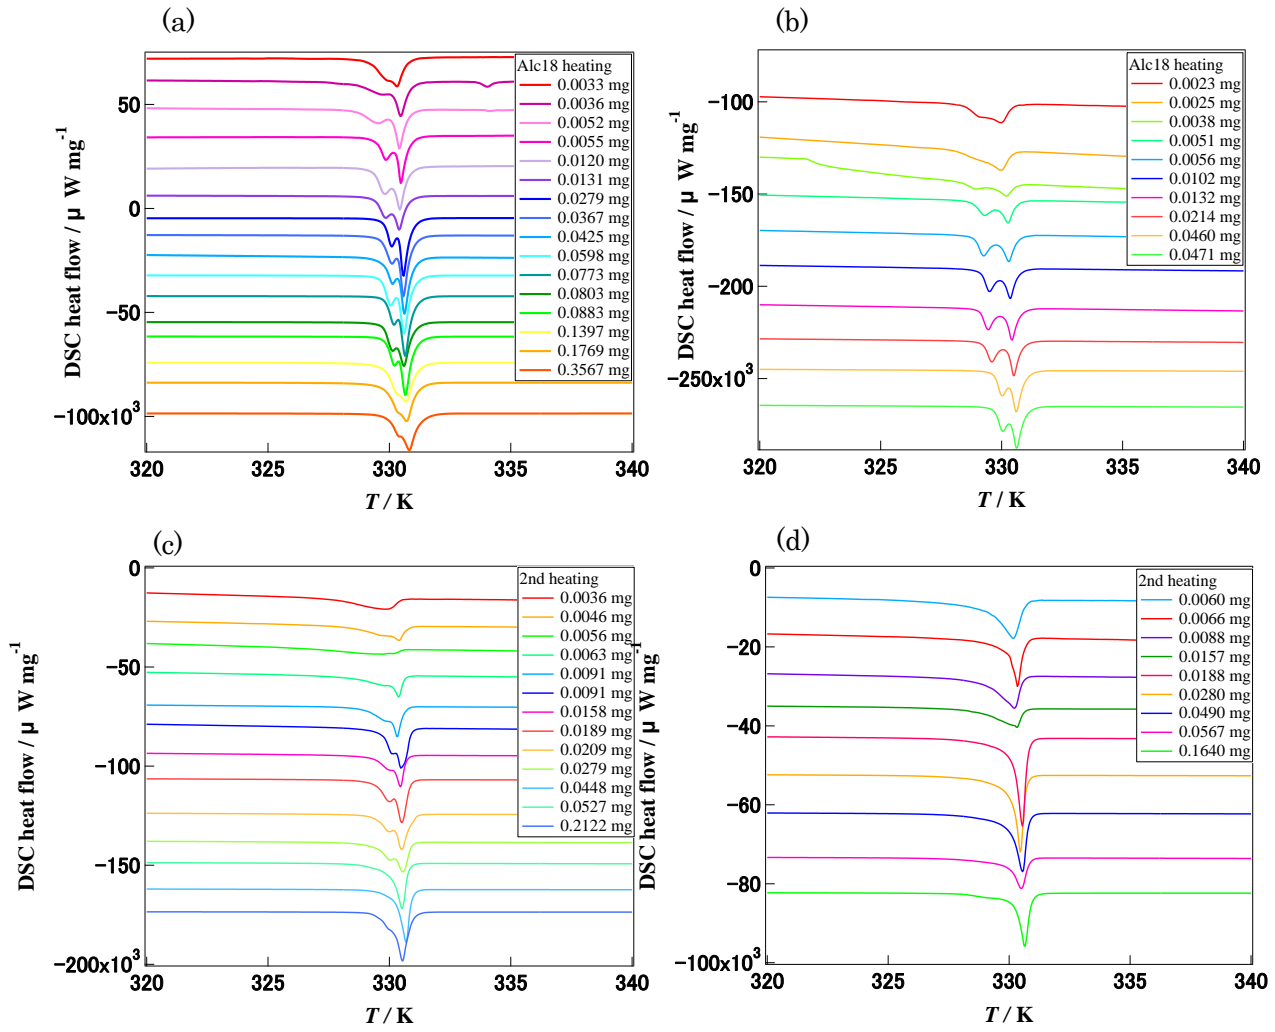 (a)
Alc18 heating
0.0033 mg
0.0036 mg
0.0052 mg
0.0055 mg
0.0120 mg
0.0131 mg
0.0279 mg
0.0367 mg
0.0425 mg
0.0598 mg
0.0773 mg
0.0803 mg
0.0883 mg
0.1397 mg
0.1769 mg
0.3567 mg
50
0
−50
−100x10³
DSC heat flow / μ W mg⁻¹
320
325
330
335
340
T / K
(b)
Alc18 heating
0.0023 mg
0.0025 mg
0.0038 mg
0.0051 mg
0.0056 mg
0.0102 mg
0.0132 mg
0.0214 mg
0.0460 mg
0.0471 mg
−100
−150
−200
−250x10³
DSC heat flow / μ W mg⁻¹
320
325
330
335
340
T / K
(c)
2nd heating
0.0036 mg
0.0046 mg
0.0056 mg
0.0063 mg
0.0091 mg
0.0091 mg
0.0158 mg
0.0189 mg
0.0209 mg
0.0279 mg
0.0448 mg
0.0527 mg
0.2122 mg
0
−50
−100
−150
−200x10³
DSC heat flow / μ W mg⁻¹
320
325
330
335
340
T / K
(d)
2nd heating
0.0060 mg
0.0066 mg
0.0088 mg
0.0157 mg
0.0188 mg
0.0280 mg
0.0490 mg
0.0567 mg
0.1640 mg
0
−20
−40
−60
−80
−100x10³
DSC heat flow / μ W mg⁻¹
320
325
330
335
340
T / K